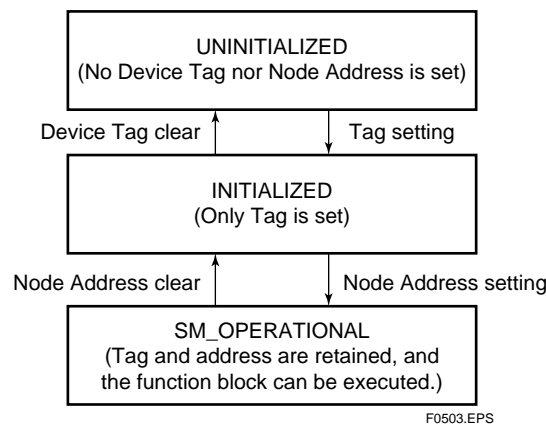 UNINITIALIZED
(No Device Tag nor Node Address is set)
Device Tag clear
Tag setting
INITIALIZED
(Only Tag is set)
Node Address clear
Node Address setting
SM_OPERATIONAL
(Tag and address are retained, and
the function block can be executed.)
F0503.EPS